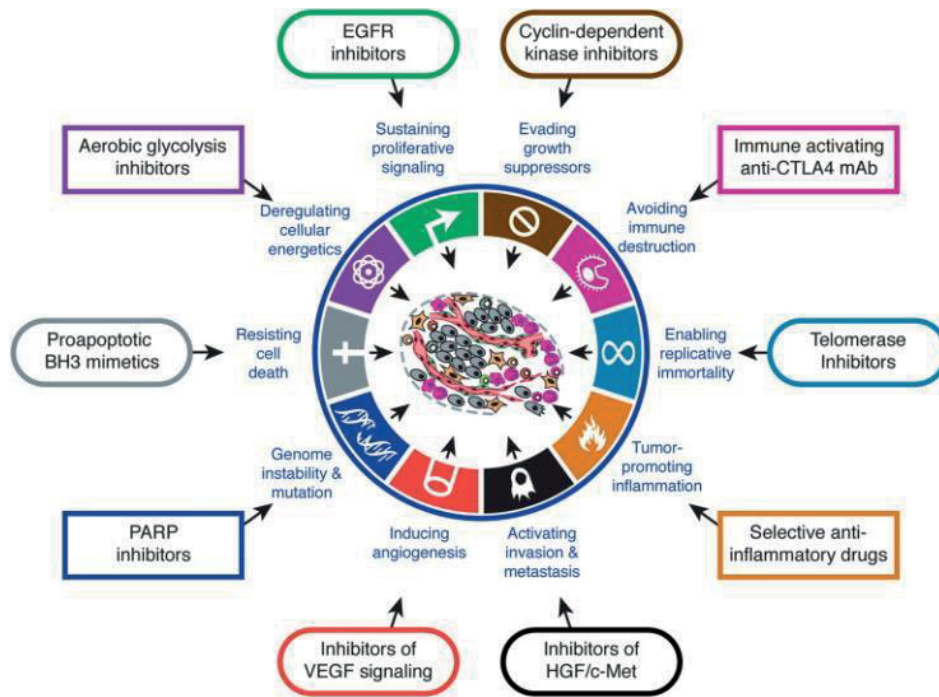 EGFR
inhibitors
Cyclin-dependent
kinase inhibitors
Sustaining
proliferative
signaling
Evading
growth
suppressors
Aerobic glycolysis
inhibitors
Immune activating
anti-CTLA4 mAb
Deregulating
cellular
energetics
Avoiding
immune
destruction
Proapoptotic
BH3 mimetics
Resisting
cell
death
Enabling
replicative
immortality
Telomerase
Inhibitors
Genome
instability &
mutation
Tumor-
promoting
inflammation
PARP
inhibitors
Inducing
angiogenesis
Activating
invasion &
metastasis
Selective anti-
inflammatory drugs
Inhibitors of
VEGF signaling
Inhibitors of
HGF/c-Met